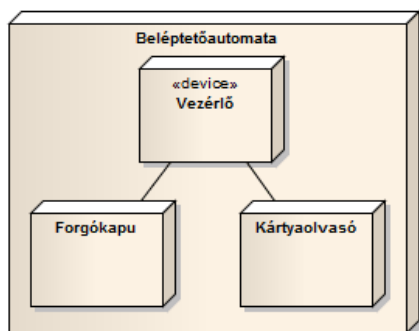 Beléptetőautomata
«device»
Vezérlő
Forgókapu
Kártyaolvasó